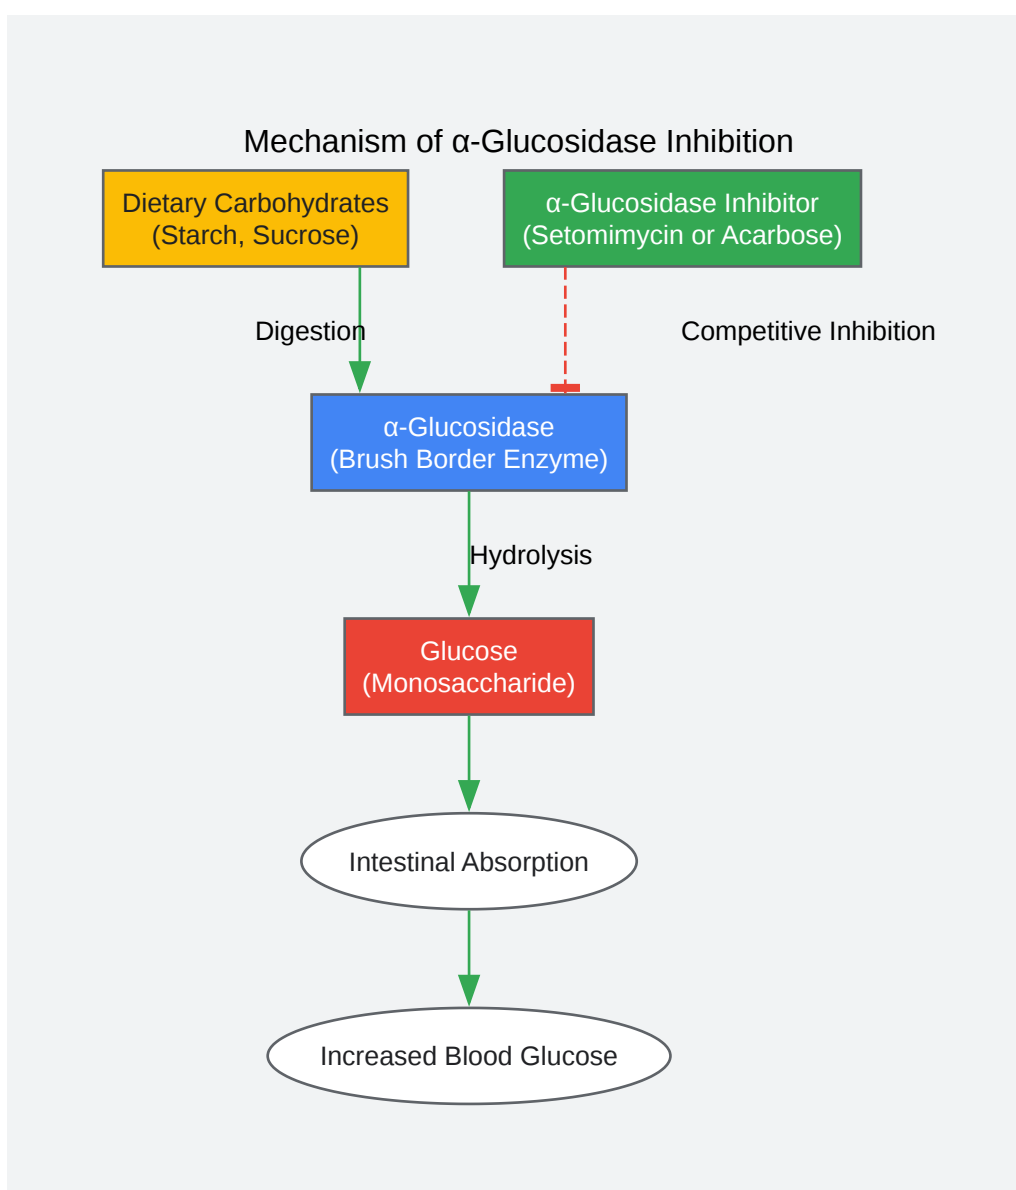 Mechanism of α-Glucosidase Inhibition
Dietary Carbohydrates
(Starch, Sucrose)
α-Glucosidase Inhibitor
(Setomimycin or Acarbose)
Digestion
Competitive Inhibition
α-Glucosidase
(Brush Border Enzyme)
Hydrolysis
Glucose
(Monosaccharide)
Intestinal Absorption
Increased Blood Glucose